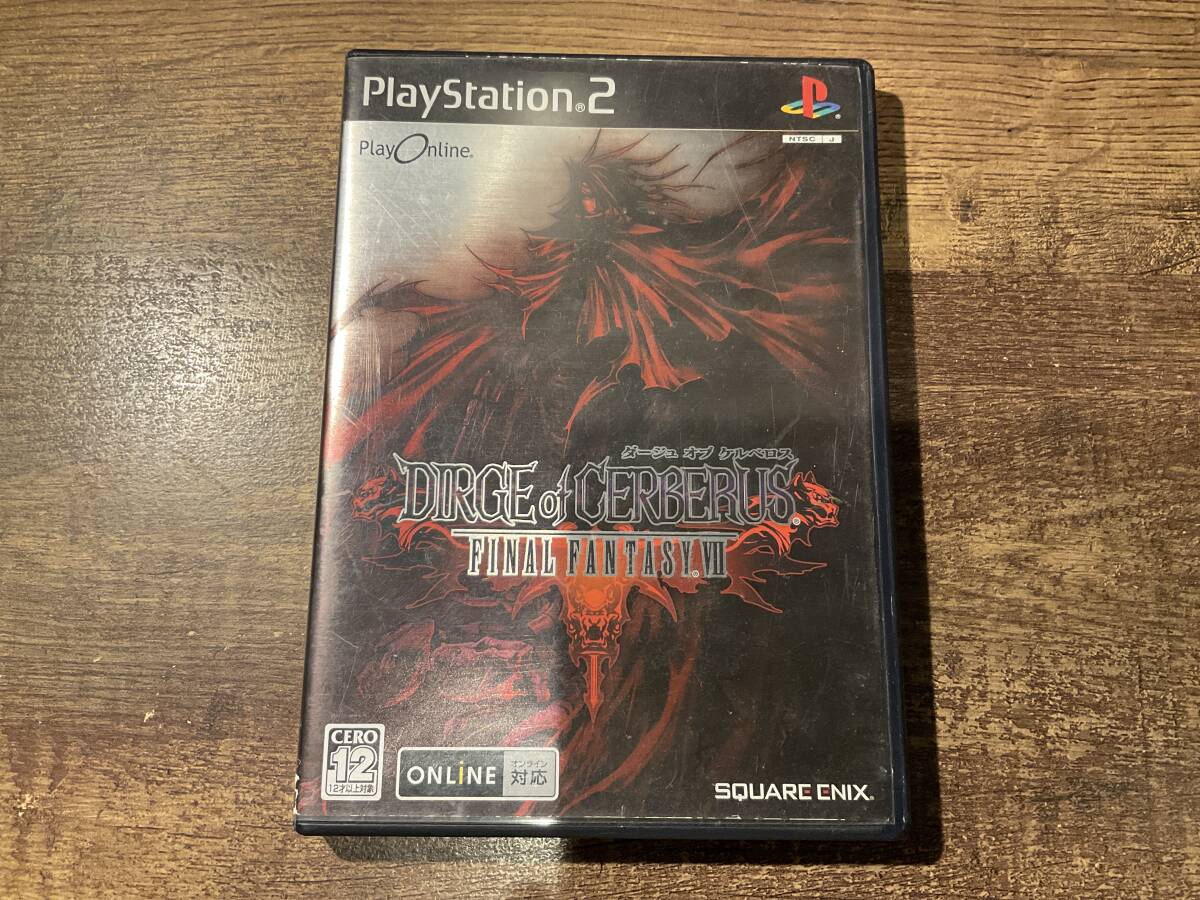 PlayStation®2
NTSC J
PlayOnline®
ダージュ オブ ケルベロス
DIRGE of CERBERUS®
FINAL FANTASY® VII
CERO
12
12才以上対象
ONLiNE
オンライン
対応
SQUARE ENIX®